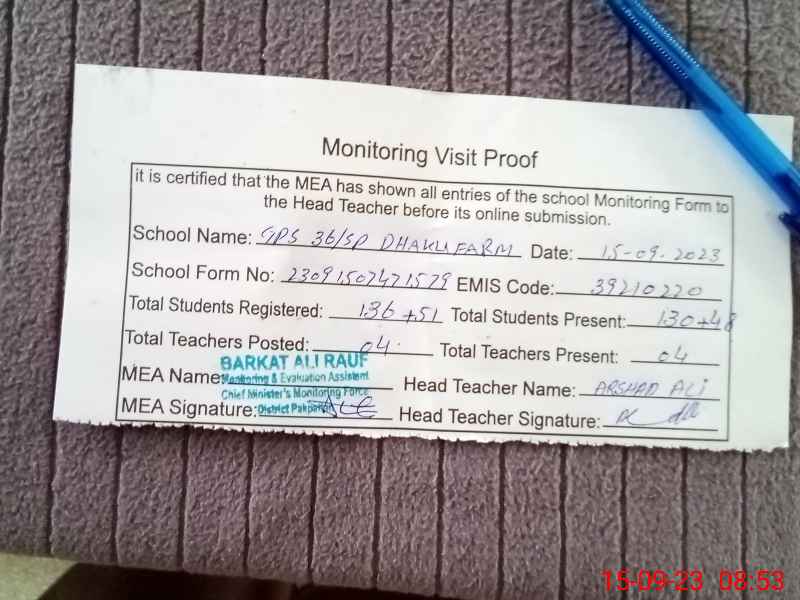 Monitoring Visit Proof
it is certified that the MEA has shown all entries of the school Monitoring Form to
the Head Teacher before its online submission.
School Name: GPS 36/SP DHAKU FARM Date: 15-09-2023
School Form No: 23091507471579 EMIS Code: 39210220
Total Students Registered: 136+51 Total Students Present: 130+48
Total Teachers Posted: 04 Total Teachers Present: 04
BARKAT ALI RAUF
Monitoring & Evaluation Assistant
MEA Name: Head Teacher Name: ARSHAD ALI
Chief Minister's Monitoring Force
MEA Signature: District Pakpattan Head Teacher Signature:
15-09-23 08:53